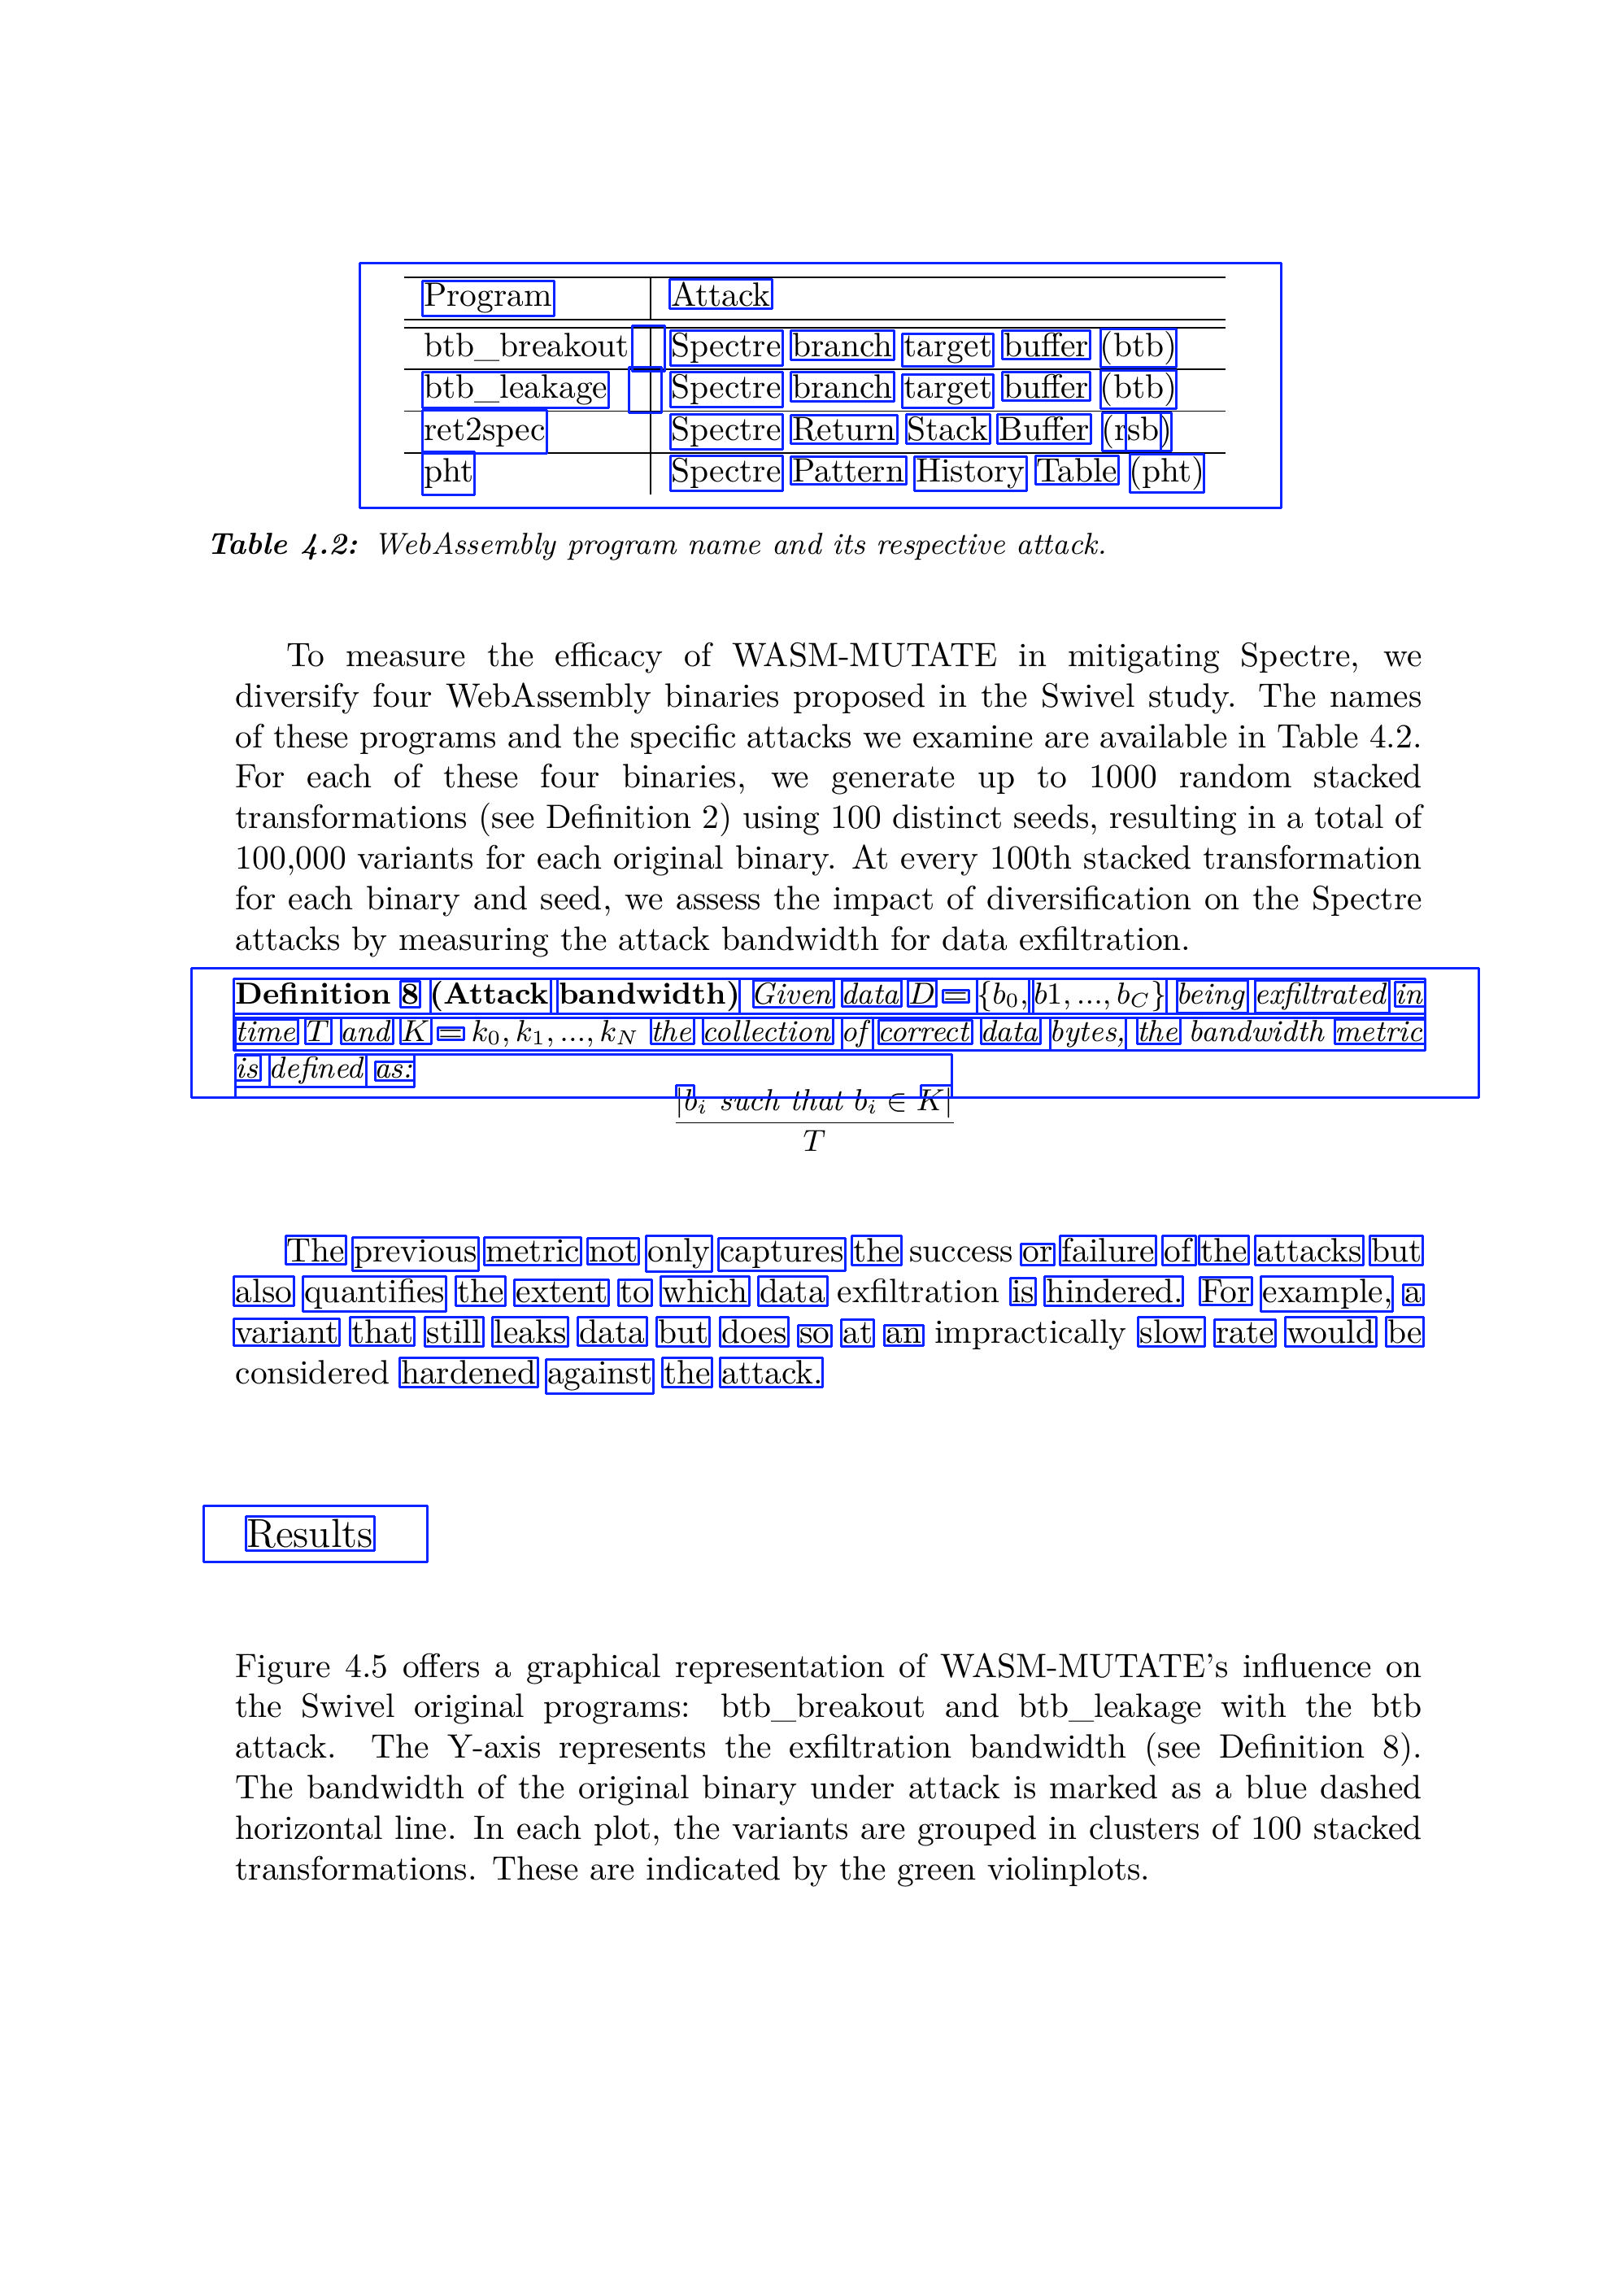 Program Attack
btb_breakout Spectre branch target buffer (btb)
btb_leakage Spectre branch target buffer (btb)
ret2spec Spectre Return Stack Buffer (rsb)
pht Spectre Pattern History Table (pht)
Table 4.2: WebAssembly program name and its respective attack.
To measure the efficacy of WASM-MUTATE in mitigating Spectre, we
diversify four WebAssembly binaries proposed in the Swivel study. The names
of these programs and the specific attacks we examine are available in Table 4.2.
For each of these four binaries, we generate up to 1000 random stacked
transformations (see Definition 2) using 100 distinct seeds, resulting in a total of
100,000 variants for each original binary. At every 100th stacked transformation
for each binary and seed, we assess the impact of diversification on the Spectre
attacks by measuring the attack bandwidth for data exfiltration.
Definition 8 (Attack bandwidth) Given data D = {b₀, b1, ..., b_C} being exfiltrated in
time T and K = k₀, k₁, ..., k_N the collection of correct data bytes, the bandwidth metric
is defined as:
|bᵢ such that bᵢ ∈ K|
T
The previous metric not only captures the success or failure of the attacks but
also quantifies the extent to which data exfiltration is hindered. For example, a
variant that still leaks data but does so at an impractically slow rate would be
considered hardened against the attack.
Results
Figure 4.5 offers a graphical representation of WASM-MUTATE's influence on
the Swivel original programs: btb_breakout and btb_leakage with the btb
attack. The Y-axis represents the exfiltration bandwidth (see Definition 8).
The bandwidth of the original binary under attack is marked as a blue dashed
horizontal line. In each plot, the variants are grouped in clusters of 100 stacked
transformations. These are indicated by the green violinplots.